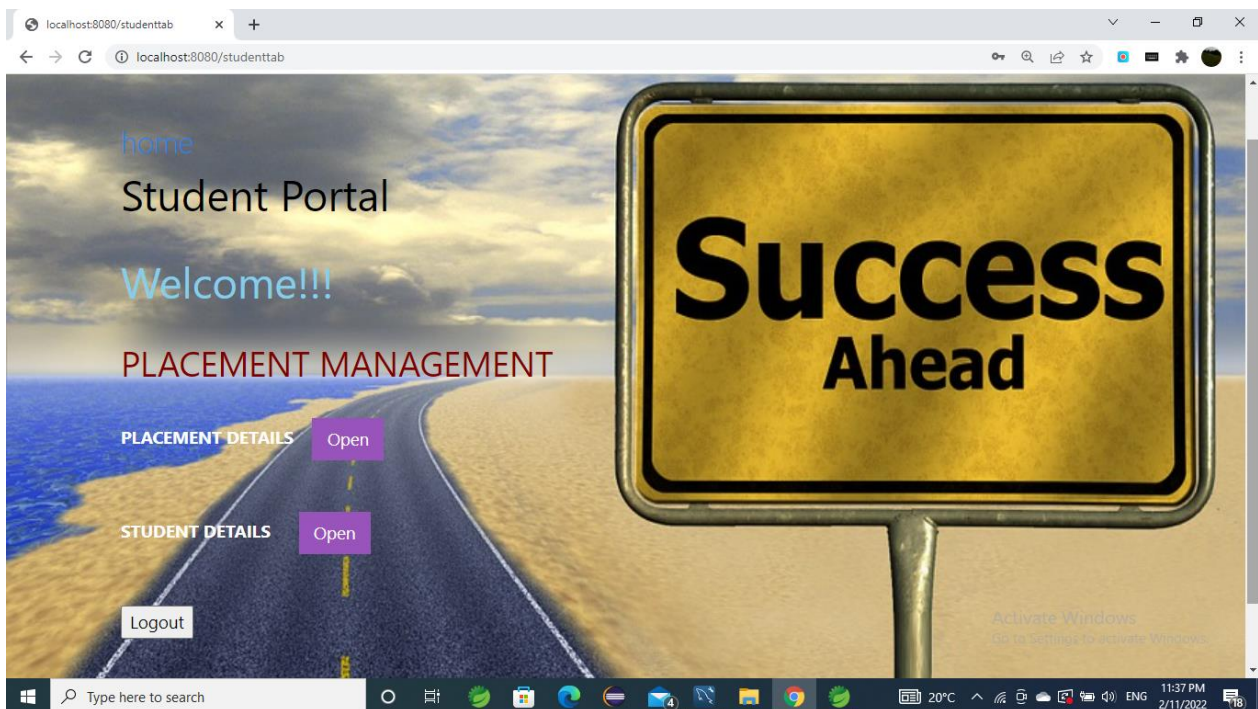 localhost:8080/studenttab
localhost:8080/studenttab
home
Student Portal
Welcome!!!
PLACEMENT MANAGEMENT
PLACEMENT DETAILS Open
STUDENT DETAILS Open
Logout
Success
Ahead
Activate Windows
Go to Settings to activate Windows.
Type here to search
4
20°C
ENG
11:37 PM
2/11/2022
18